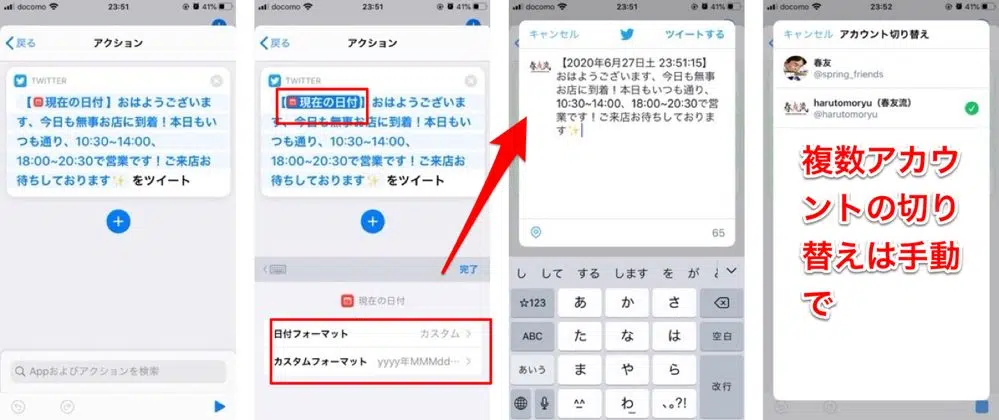 docomo 23:51
戻る アクション
TWITTER
【現在の日付】おはようございま
す、今日も無事お店に到着！本日もい
つも通り、10:30~14:00、
18:00~20:30で営業です！ご来店お
待ちしております✨ をツイート
Appおよびアクションを検索
docomo 23:51 51%
戻る アクション
TWITTER
【現在の日付】おはようございま
す、今日も無事お店に到着！本日もい
つも通り、10:30~14:00、
18:00~20:30で営業です！ご来店お
待ちしております✨ をツイート
完了
現在の日付
日付フォーマット カスタム
カスタムフォーマット yyyy年MMMdd…
docomo 23:51 51%
キャンセル ツイートする
春友流
【2020年6月27日土 23:51:15】
おはようございます、今日も無事
お店に到着！本日もいつも通り、
10:30~14:00、18:00~20:30で営
業です！ご来店お待ちしておりま
す✨
65
し して する します を が
☆123 あ か さ
ABC た な は 空白
あいう ま や ら
^^ わ 、。?! 改行
docomo 23:52 51%
キャンセル アカウント切り替え
春友
@spring_friends
春友流
harutomoryu（春友流）
@harutomoryu
複数アカウ
ントの切り
替えは手動
で